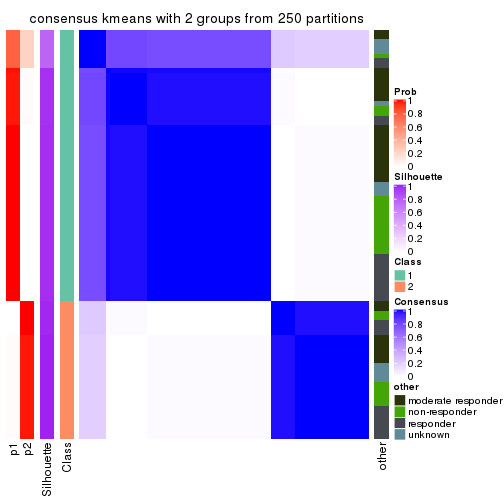 consensus kmeans with 2 groups from 250 partitions
Prob
1
0.8
0.6
0.4
0.2
0
Silhouette
1
0.8
0.6
0.4
0.2
0
Class
1
2
Consensus
1
0.8
0.6
0.4
0.2
0
other
moderate responder
non-responder
responder
unknown
p1
p2
Silhouette
Class
other